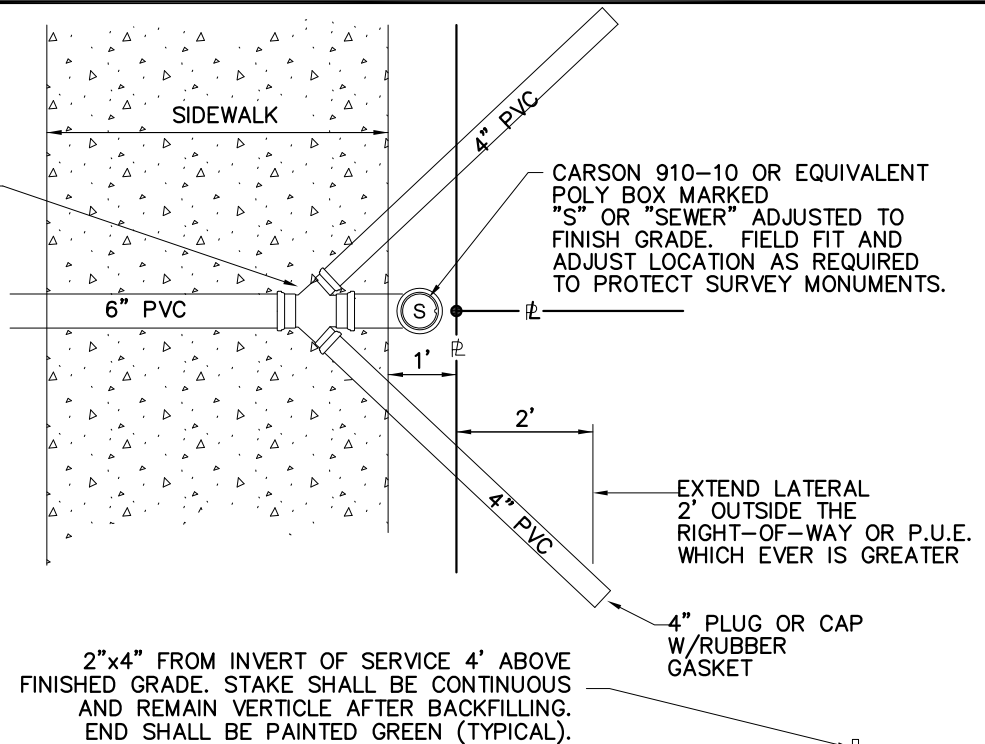 SIDEWALK
4" PVC
CARSON 910-10 OR EQUIVALENT
POLY BOX MARKED
"S" OR "SEWER" ADJUSTED TO
FINISH GRADE. FIELD FIT AND
ADJUST LOCATION AS REQUIRED
TO PROTECT SURVEY MONUMENTS.
6" PVC
S
PL
PL
1'
2'
4" PVC
EXTEND LATERAL
2' OUTSIDE THE
RIGHT-OF-WAY OR P.U.E.
WHICH EVER IS GREATER
4" PLUG OR CAP
W/RUBBER
GASKET
2"x4" FROM INVERT OF SERVICE 4' ABOVE
FINISHED GRADE. STAKE SHALL BE CONTINUOUS
AND REMAIN VERTICLE AFTER BACKFILLING.
END SHALL BE PAINTED GREEN (TYPICAL).